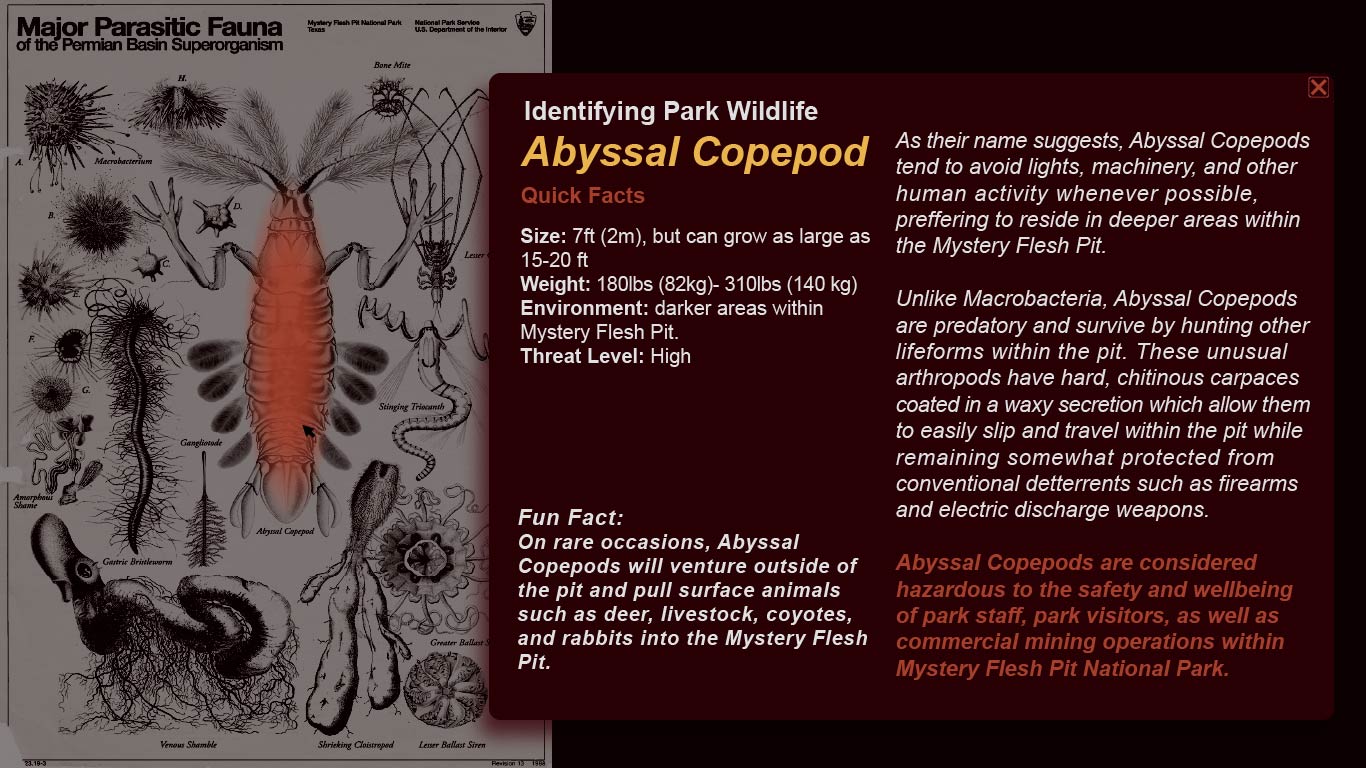 Major Parasitic Fauna
of the Permian Basin Superorganism
Mystery Flesh Pit National Park
Texas
National Park Service
U.S. Department of the Interior
Bone Mite
H.
A.
Macrobacterium
B.
D.
C.
E.
Lesser
F.
G.
Stinging Triocanth
Gangliotode
Amorphous
Shame
Abyssal Copepod
Gastric Bristleworm
Greater Ballast S
Venous Shamble
Shrieking Cloistropod
Lesser Ballast Siren
23.19-3
Revision 13 1988
Identifying Park Wildlife
Abyssal Copepod
Quick Facts
Size: 7ft (2m), but can grow as large as
15-20 ft
Weight: 180lbs (82kg)- 310lbs (140 kg)
Environment: darker areas within
Mystery Flesh Pit.
Threat Level: High
Fun Fact:
On rare occasions, Abyssal
Copepods will venture outside of
the pit and pull surface animals
such as deer, livestock, coyotes,
and rabbits into the Mystery Flesh
Pit.
As their name suggests, Abyssal Copepods
tend to avoid lights, machinery, and other
human activity whenever possible,
preffering to reside in deeper areas within
the Mystery Flesh Pit.
Unlike Macrobacteria, Abyssal Copepods
are predatory and survive by hunting other
lifeforms within the pit. These unusual
arthropods have hard, chitinous carpaces
coated in a waxy secretion which allow them
to easily slip and travel within the pit while
remaining somewhat protected from
conventional detterrents such as firearms
and electric discharge weapons.
Abyssal Copepods are considered
hazardous to the safety and wellbeing
of park staff, park visitors, as well as
commercial mining operations within
Mystery Flesh Pit National Park.